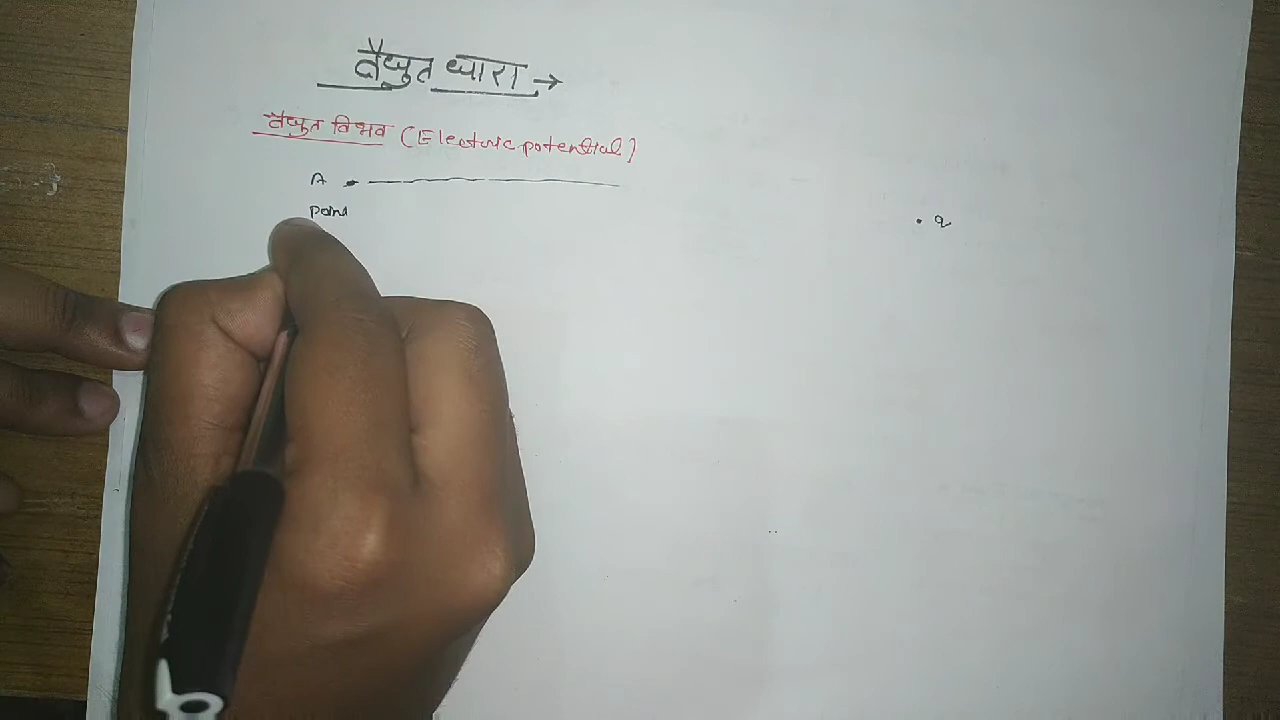 वैद्युत धारा →
वैद्युत विभव (Electric potential)
A
point
q